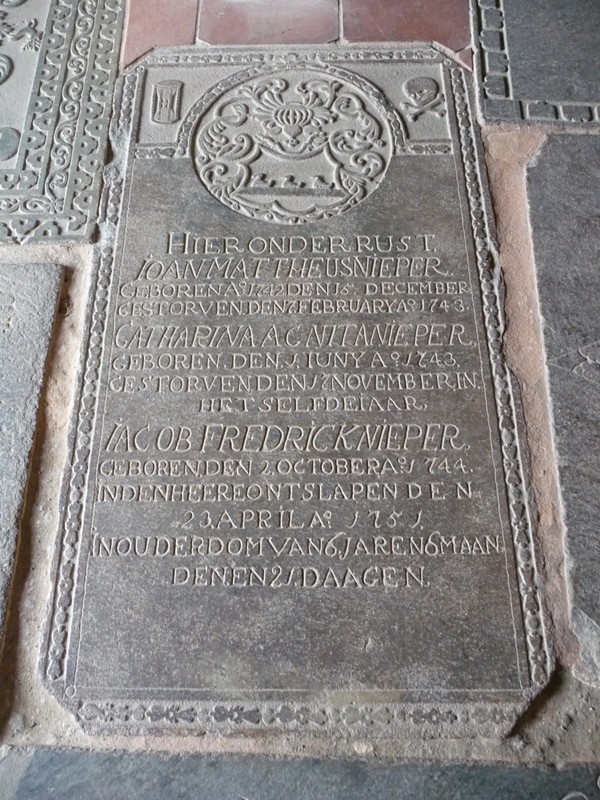 HIER ONDER RUST.
IOAN MATTHEUS NIEPER.
GEBOREN Ao. 1742 DEN 15. DECEMBER.
GESTORVEN. DEN 7 FEBRUARY Ao. 1743.
CATHARINA AGNITA NIEPER,
GEBOREN. DEN. 1. IUNY Ao. 1743,
GESTORVEN DEN 17 NOVEMBER. IN.
HET SELFDE IAAR,
IACOB FREDRICK NIEPER,
GEBOREN. DEN 2. OCTOBER Ao. 1744.
IN DEN HEERE ONTSLAPEN DEN.
23. APRIL Ao. 1751.
IN OUDERDOM VAN 6, JAREN 6 MAAN
DEN. EN 21. DAAGEN.